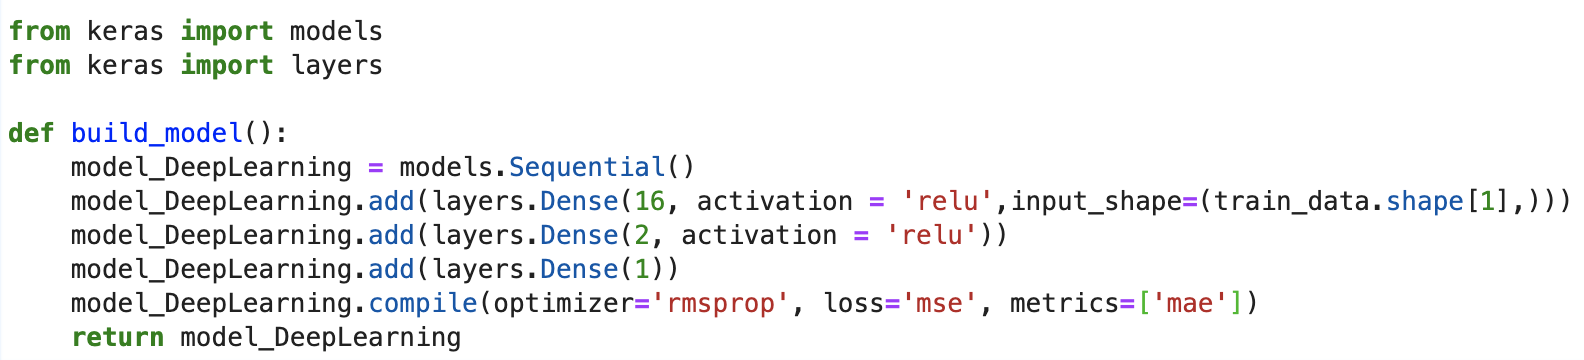 from keras import models
from keras import layers

def build_model():
    model_DeepLearning = models.Sequential()
    model_DeepLearning.add(layers.Dense(16, activation = 'relu',input_shape=(train_data.shape[1],)))
    model_DeepLearning.add(layers.Dense(2, activation = 'relu'))
    model_DeepLearning.add(layers.Dense(1))
    model_DeepLearning.compile(optimizer='rmsprop', loss='mse', metrics=['mae'])
    return model_DeepLearning